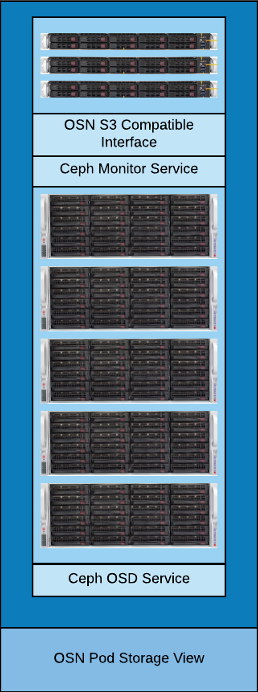 OSN S3 Compatible
Interface
Ceph Monitor Service
Ceph OSD Service
OSN Pod Storage View